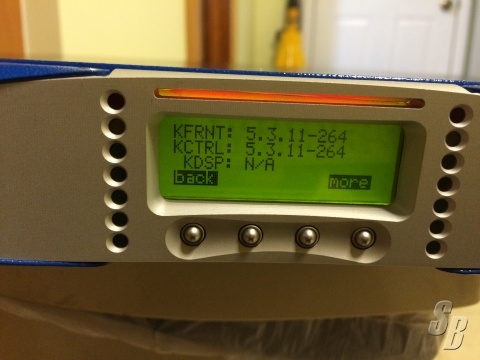 KFRNT: 5.3.11-264
KCTRL: 5.3.11-264
KDSP: N/A
back more
SB